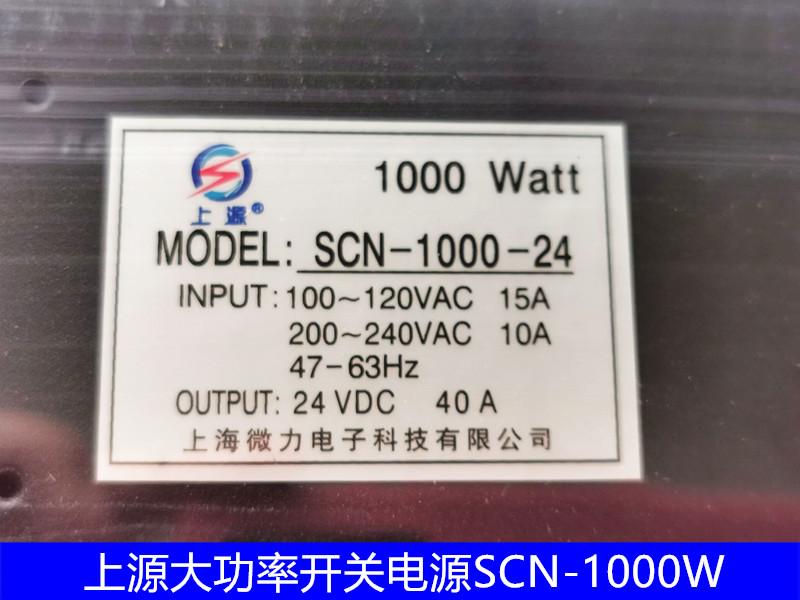 1000 Watt
上源®
MODEL: SCN-1000-24
INPUT: 100~120VAC 15A
200~240VAC 10A
47-63Hz
OUTPUT: 24 VDC 40 A
上海微力电子科技有限公司
上源大功率开关电源SCN-1000W